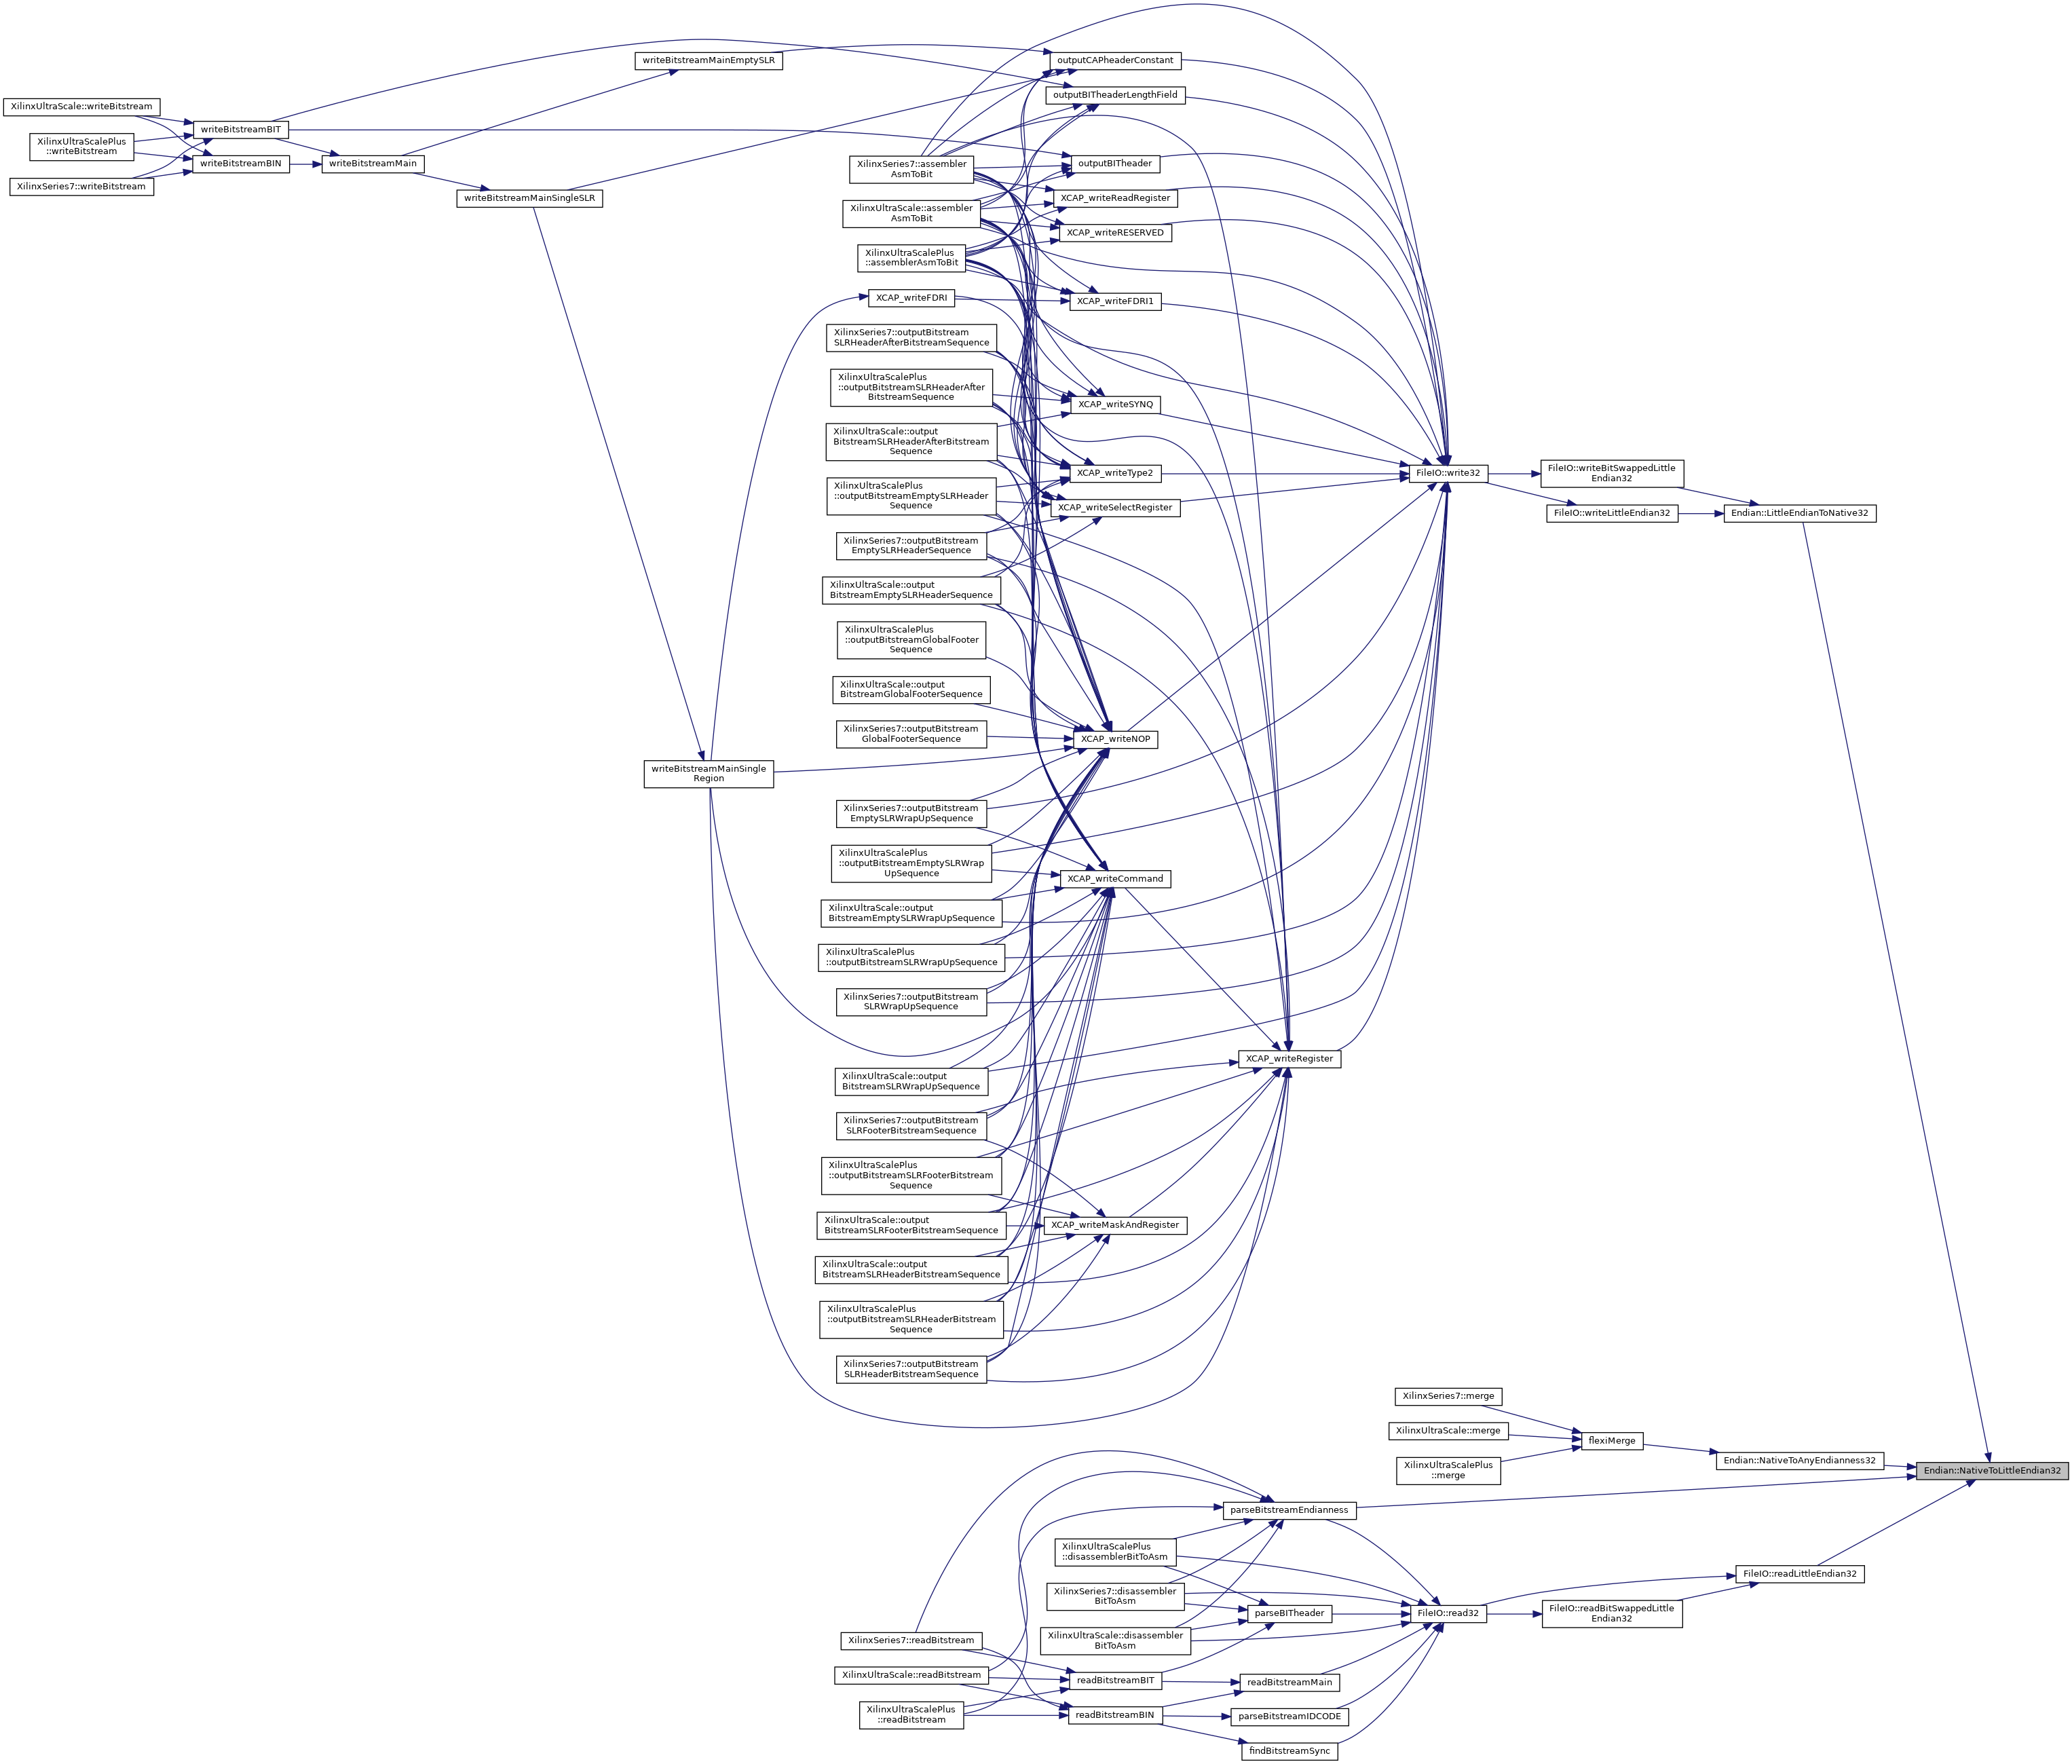 writeBitstreamMainEmptySLR
outputCAPheaderConstant
outputBITheaderLengthField
XilinxUltraScale::writeBitstream
writeBitstreamBIT
XilinxUltraScalePlus
::writeBitstream
writeBitstreamBIN
writeBitstreamMain
XilinxSeries7::writeBitstream
writeBitstreamMainSingleSLR
XilinxSeries7::assembler
AsmToBit
outputBITheader
XCAP_writeReadRegister
XilinxUltraScale::assembler
AsmToBit
XCAP_writeRESERVED
XilinxUltraScalePlus
::assemblerAsmToBit
XCAP_writeFDRI
XCAP_writeFDRI1
XilinxSeries7::outputBitstream
SLRHeaderAfterBitstreamSequence
XilinxUltraScalePlus
::outputBitstreamSLRHeaderAfter
BitstreamSequence
XCAP_writeSYNQ
XilinxUltraScale::output
BitstreamSLRHeaderAfterBitstream
Sequence
XCAP_writeType2
FileIO::write32
FileIO::writeBitSwappedLittle
Endian32
XilinxUltraScalePlus
::outputBitstreamEmptySLRHeader
Sequence
XCAP_writeSelectRegister
FileIO::writeLittleEndian32
Endian::LittleEndianToNative32
XilinxSeries7::outputBitstream
EmptySLRHeaderSequence
XilinxUltraScale::output
BitstreamEmptySLRHeaderSequence
XilinxUltraScalePlus
::outputBitstreamGlobalFooter
Sequence
XilinxUltraScale::output
BitstreamGlobalFooterSequence
XilinxSeries7::outputBitstream
GlobalFooterSequence
XCAP_writeNOP
writeBitstreamMainSingle
Region
XilinxSeries7::outputBitstream
EmptySLRWrapUpSequence
XilinxUltraScalePlus
::outputBitstreamEmptySLRWrap
UpSequence
XCAP_writeCommand
XilinxUltraScale::output
BitstreamEmptySLRWrapUpSequence
XilinxUltraScalePlus
::outputBitstreamSLRWrapUpSequence
XilinxSeries7::outputBitstream
SLRWrapUpSequence
XCAP_writeRegister
XilinxUltraScale::output
BitstreamSLRWrapUpSequence
XilinxSeries7::outputBitstream
SLRFooterBitstreamSequence
XilinxUltraScalePlus
::outputBitstreamSLRFooterBitstream
Sequence
XilinxUltraScale::output
BitstreamSLRFooterBitstreamSequence
XCAP_writeMaskAndRegister
XilinxUltraScale::output
BitstreamSLRHeaderBitstreamSequence
XilinxUltraScalePlus
::outputBitstreamSLRHeaderBitstream
Sequence
XilinxSeries7::outputBitstream
SLRHeaderBitstreamSequence
XilinxSeries7::merge
XilinxUltraScale::merge
flexiMerge
XilinxUltraScalePlus
::merge
Endian::NativeToAnyEndianness32
Endian::NativeToLittleEndian32
parseBitstreamEndianness
XilinxUltraScalePlus
::disassemblerBitToAsm
FileIO::readLittleEndian32
XilinxSeries7::disassembler
BitToAsm
parseBITheader
FileIO::read32
FileIO::readBitSwappedLittle
Endian32
XilinxUltraScale::disassembler
BitToAsm
XilinxSeries7::readBitstream
XilinxUltraScale::readBitstream
readBitstreamBIT
readBitstreamMain
XilinxUltraScalePlus
::readBitstream
readBitstreamBIN
parseBitstreamIDCODE
findBitstreamSync